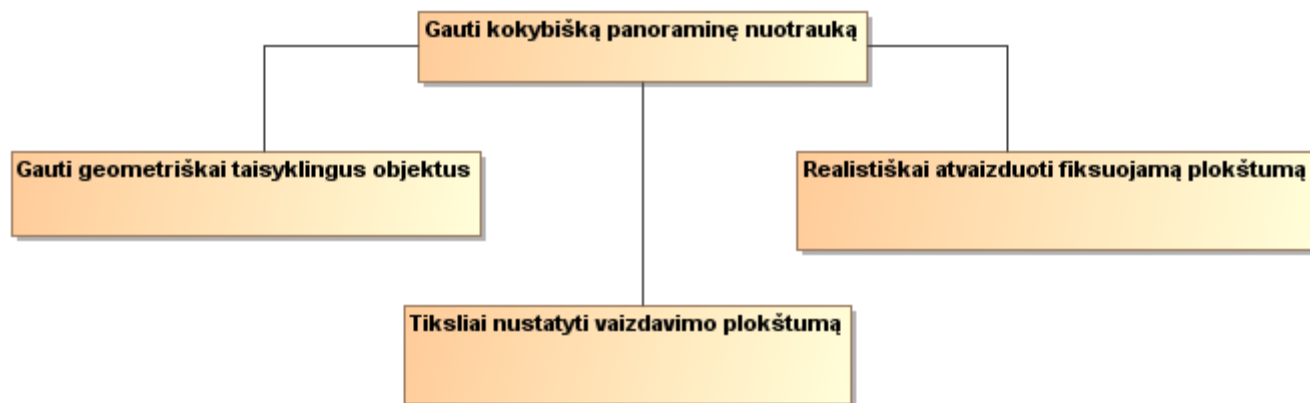 Gauti kokybišką panoraminę nuotrauką
Gauti geometriškai taisyklingus objektus
Realistiškai atvaizduoti fiksuojamą plokštumą
Tiksliai nustatyti vaizdavimo plokštumą